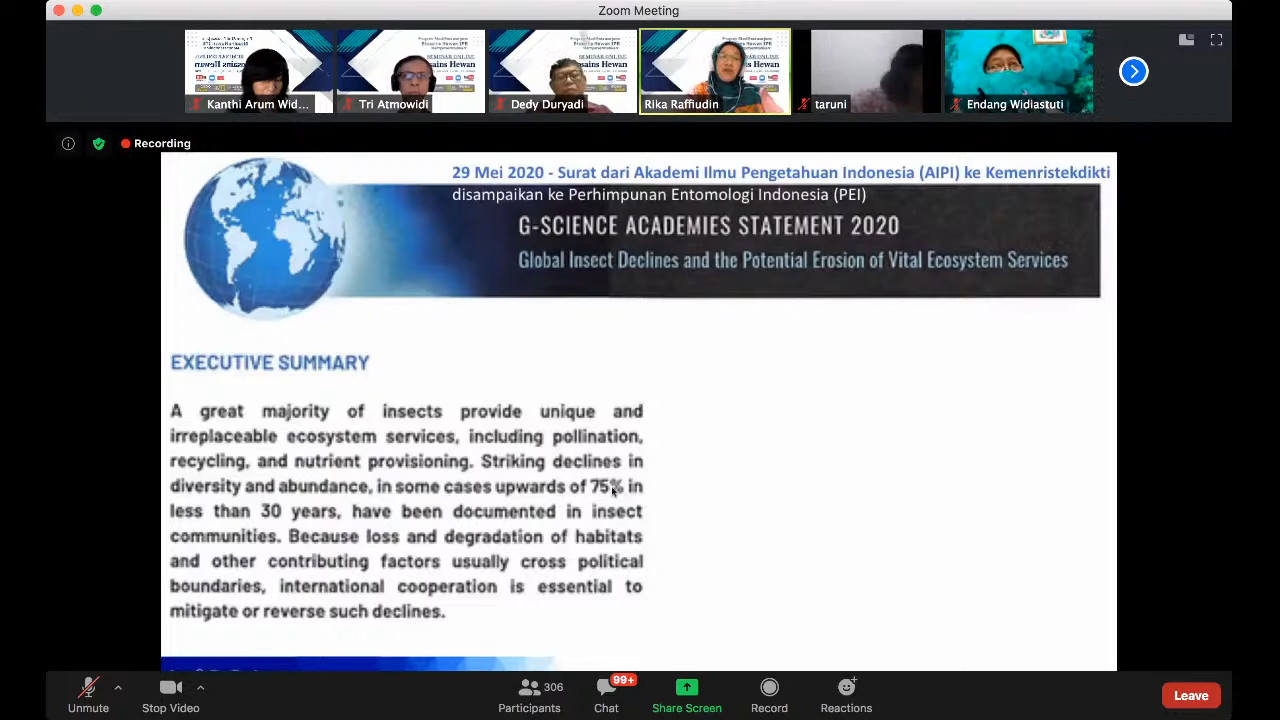 Zoom Meeting
SEMINAR ONLINE
Sains Hewan
Kanthi Arum Wid...
Tri Atmowidi
Dedy Duryadi
Rika Raffiudin
taruni
Endang Widiastuti
Recording
29 Mei 2020 - Surat dari Akademi Ilmu Pengetahuan Indonesia (AIPI) ke Kemenristekdikti
disampaikan ke Perhimpunan Entomologi Indonesia (PEI)
G-SCIENCE ACADEMIES STATEMENT 2020
Global Insect Declines and the Potential Erosion of Vital Ecosystem Services
EXECUTIVE SUMMARY
A great majority of insects provide unique and
irreplaceable ecosystem services, including pollination,
recycling, and nutrient provisioning. Striking declines in
diversity and abundance, in some cases upwards of 75% in
less than 30 years, have been documented in insect
communities. Because loss and degradation of habitats
and other contributing factors usually cross political
boundaries, international cooperation is essential to
mitigate or reverse such declines.
Unmute
Stop Video
306
Participants
99+
Chat
Share Screen
Record
Reactions
Leave